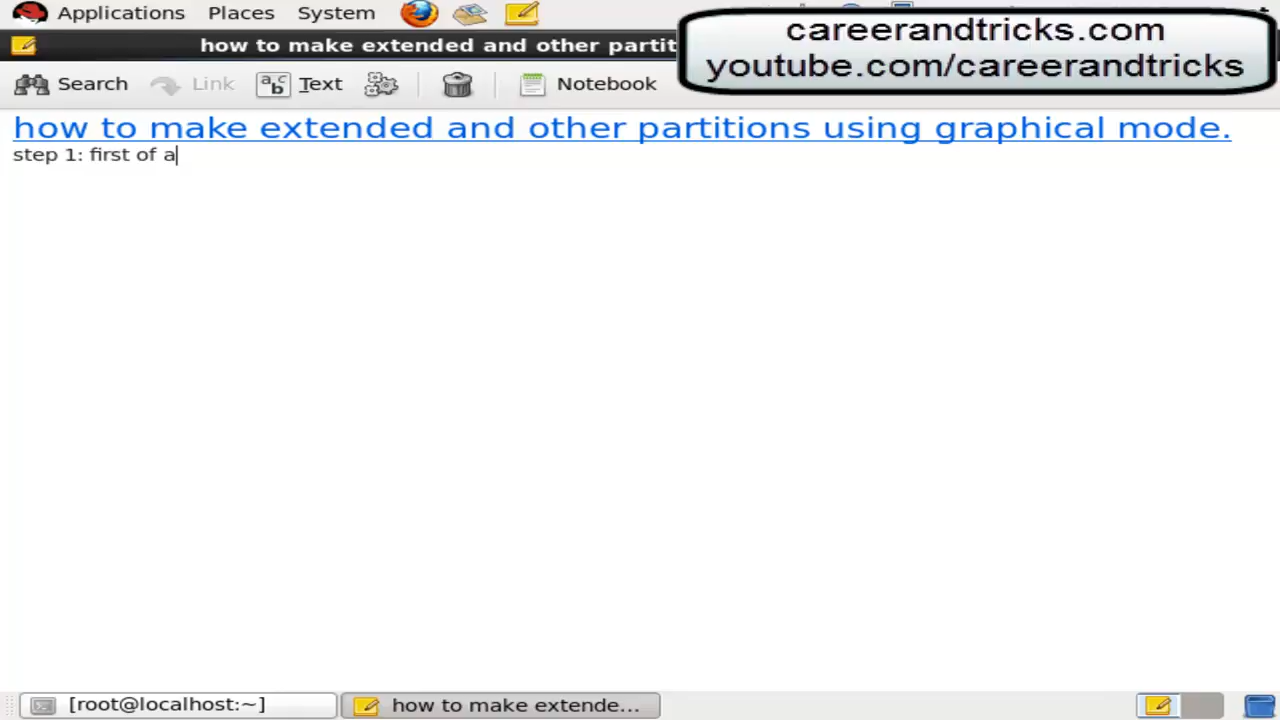 Applications Places System
careerandtricks.com
youtube.com/careerandtricks
how to make extended and other partit
Search Link Text Notebook
how to make extended and other partitions using graphical mode.
step 1: first of a
[root@localhost:~] how to make extende...